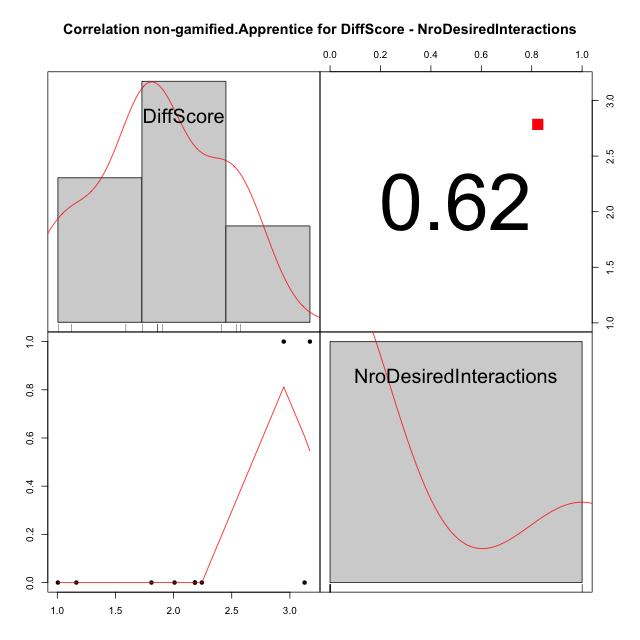 Correlation non-gamified.Apprentice for DiffScore - NroDesiredInteractions
0.0 0.2 0.4 0.6 0.8 1.0
DiffScore
0.62
1.0 1.5 2.0 2.5 3.0
0.0 0.2 0.4 0.6 0.8 1.0
NroDesiredInteractions
1.0 1.5 2.0 2.5 3.0